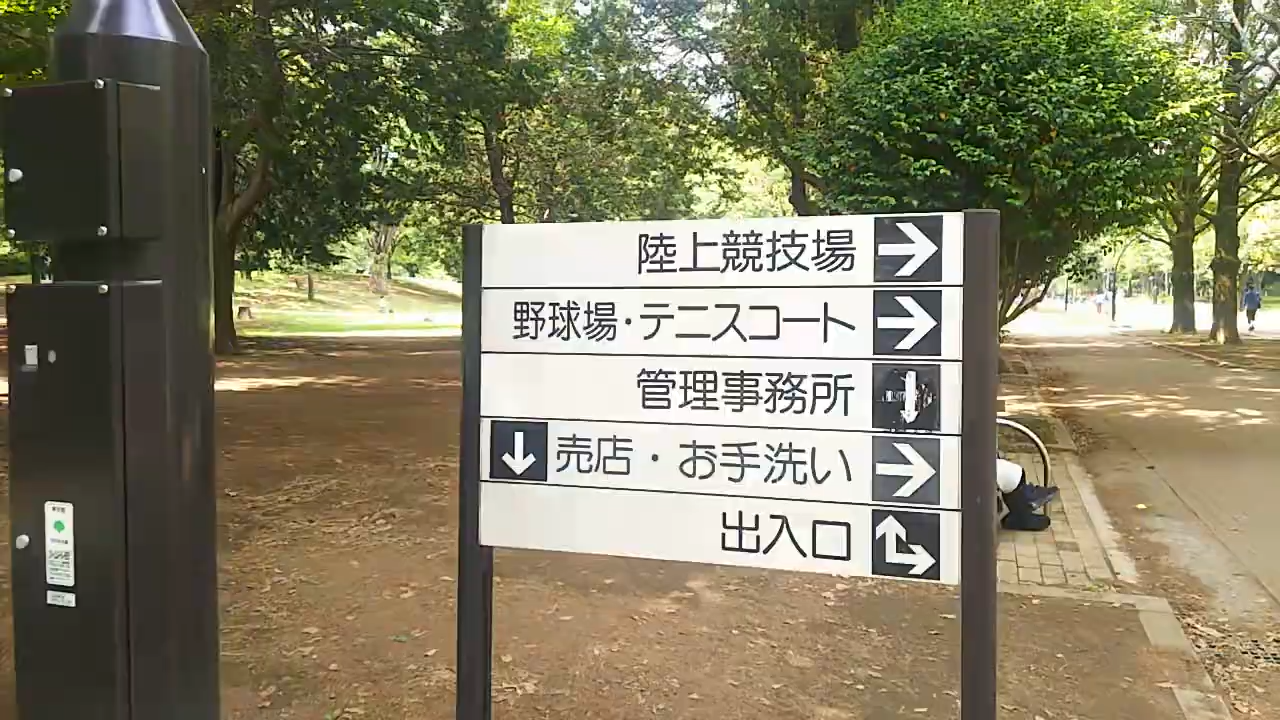 陸上競技場
野球場・テニスコート
管理事務所
売店・お手洗い
出入口